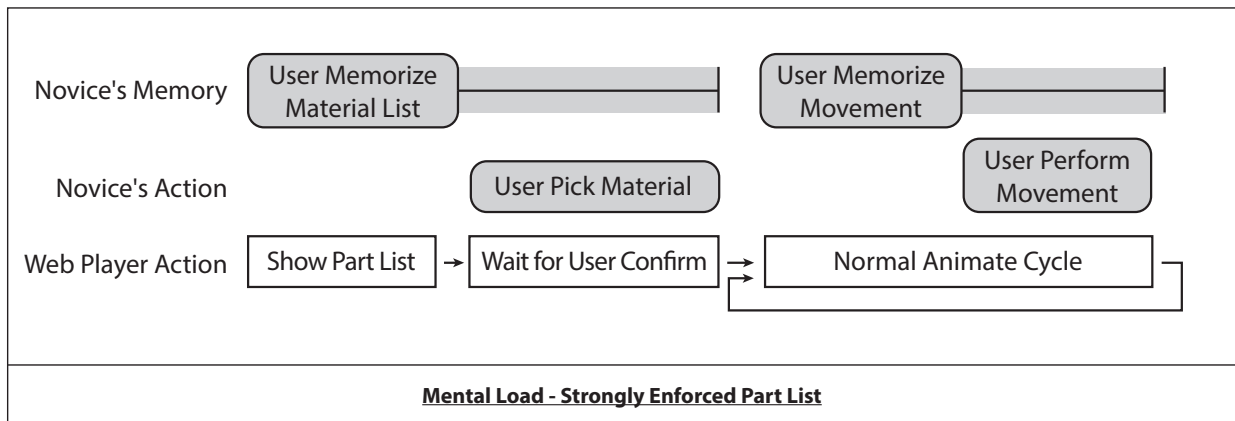 Novice's Memory
User Memorize
Material List
User Memorize
Movement
Novice's Action
User Pick Material
User Perform
Movement
Web Player Action
Show Part List
Wait for User Confirm
Normal Animate Cycle
Mental Load - Strongly Enforced Part List